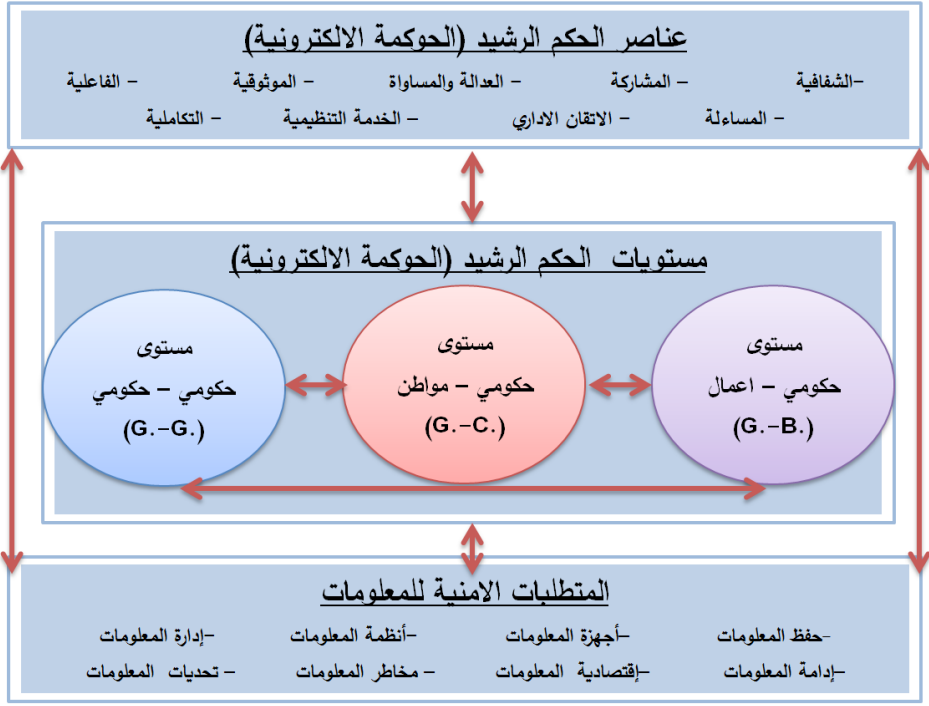 عناصر الحكم الرشيد (الحوكمة الالكترونية)
–الشفافية – المشاركة – العدالة والمساواة – الموثوقية – الفاعلية
– المساءلة – الاتقان الاداري – الخدمة التنظيمية – التكاملية
مستويات الحكم الرشيد (الحوكمة الالكترونية)
مستوى
حكومي – اعمال
(G.–B.)
مستوى
حكومي – مواطن
(G.–C.)
مستوى
حكومي – حكومي
(G.–G.)
المتطلبات الامنية للمعلومات
-حفظ المعلومات –أجهزة المعلومات –أنظمة المعلومات –إدارة المعلومات
–إدامة المعلومات –إقتصادية المعلومات – مخاطر المعلومات – تحديات المعلومات